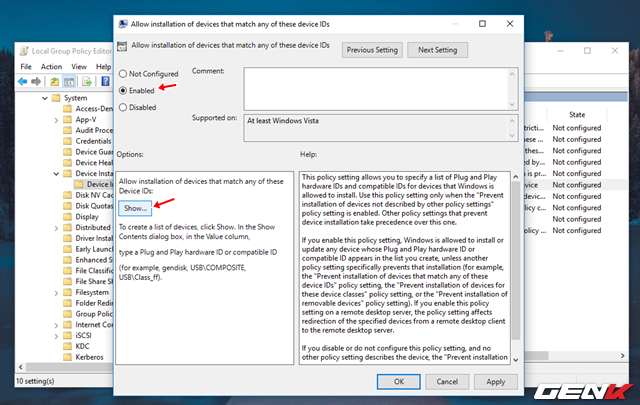 Local Group Policy Editor
File Action View
System
Access-Den
App-V
Audit Proce
Credentials
Device Guar
Device Heal
Device Insta
Device In
Disk NV Cac
Disk Quotas
Display
Distributed
Driver Install
Early Launch
Enhanced S
File Classific
File Share Sh
Filesystem
Folder Redir
Group Policy
Internet Com
iSCSI
KDC
Kerberos
10 setting(s)
Allow installation of devices that match any of these device IDs
Allow installation of devices that match any of these device IDs
Previous Setting
Next Setting
Not Configured
Enabled
Disabled
Comment:
Supported on:
At least Windows Vista
Options:
Help:
Allow installation of devices that match any of these
Device IDs:
Show...
To create a list of devices, click Show. In the Show
Contents dialog box, in the Value column,
type a Plug and Play hardware ID or compatible ID
(for example, gendisk, USB\COMPOSITE,
USB\Class_ff).
This policy setting allows you to specify a list of Plug and Play
hardware IDs and compatible IDs for devices that Windows is
allowed to install. Use this policy setting only when the "Prevent
installation of devices not described by other policy settings"
policy setting is enabled. Other policy settings that prevent
device installation take precedence over this one.
If you enable this policy setting, Windows is allowed to install or
update any device whose Plug and Play hardware ID or
compatible ID appears in the list you create, unless another
policy setting specifically prevents that installation (for example,
the "Prevent installation of devices that match any of these
device IDs" policy setting, the "Prevent installation of devices for
these device classes" policy setting, or the "Prevent installation of
removable devices" policy setting). If you enable this policy
setting on a remote desktop server, the policy setting affects
redirection of the specified devices from a remote desktop client
to the remote desktop server.
If you disable or do not configure this policy setting, and no
other policy setting describes the device, the "Prevent installation
OK
Cancel
Apply
State
Not configured
Not configured
Not configured
Not configured
Not configured
Not configured
Not configured
Not configured
Not configured
Not configured
GENK